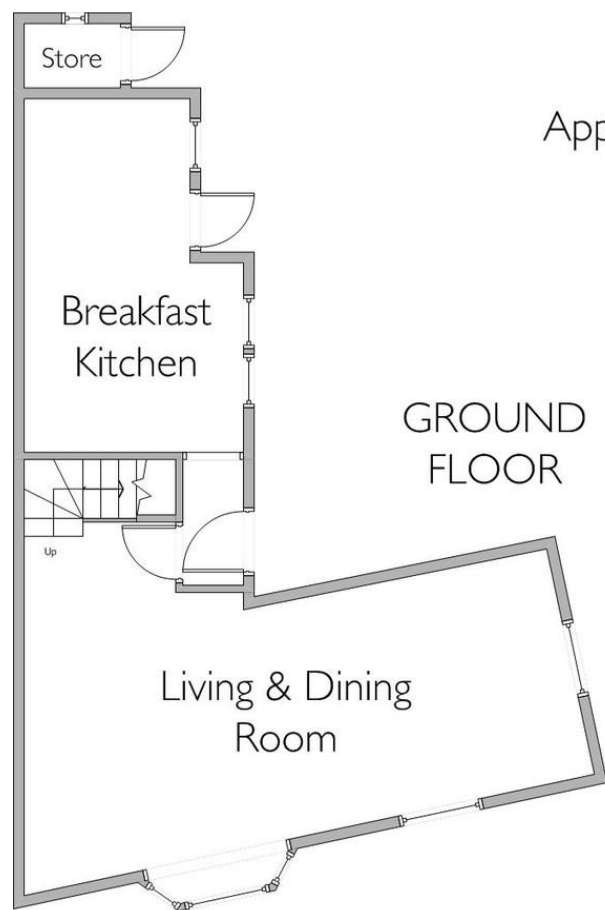 Store
App
Breakfast
Kitchen
GROUND
FLOOR
Up
Living & Dining
Room